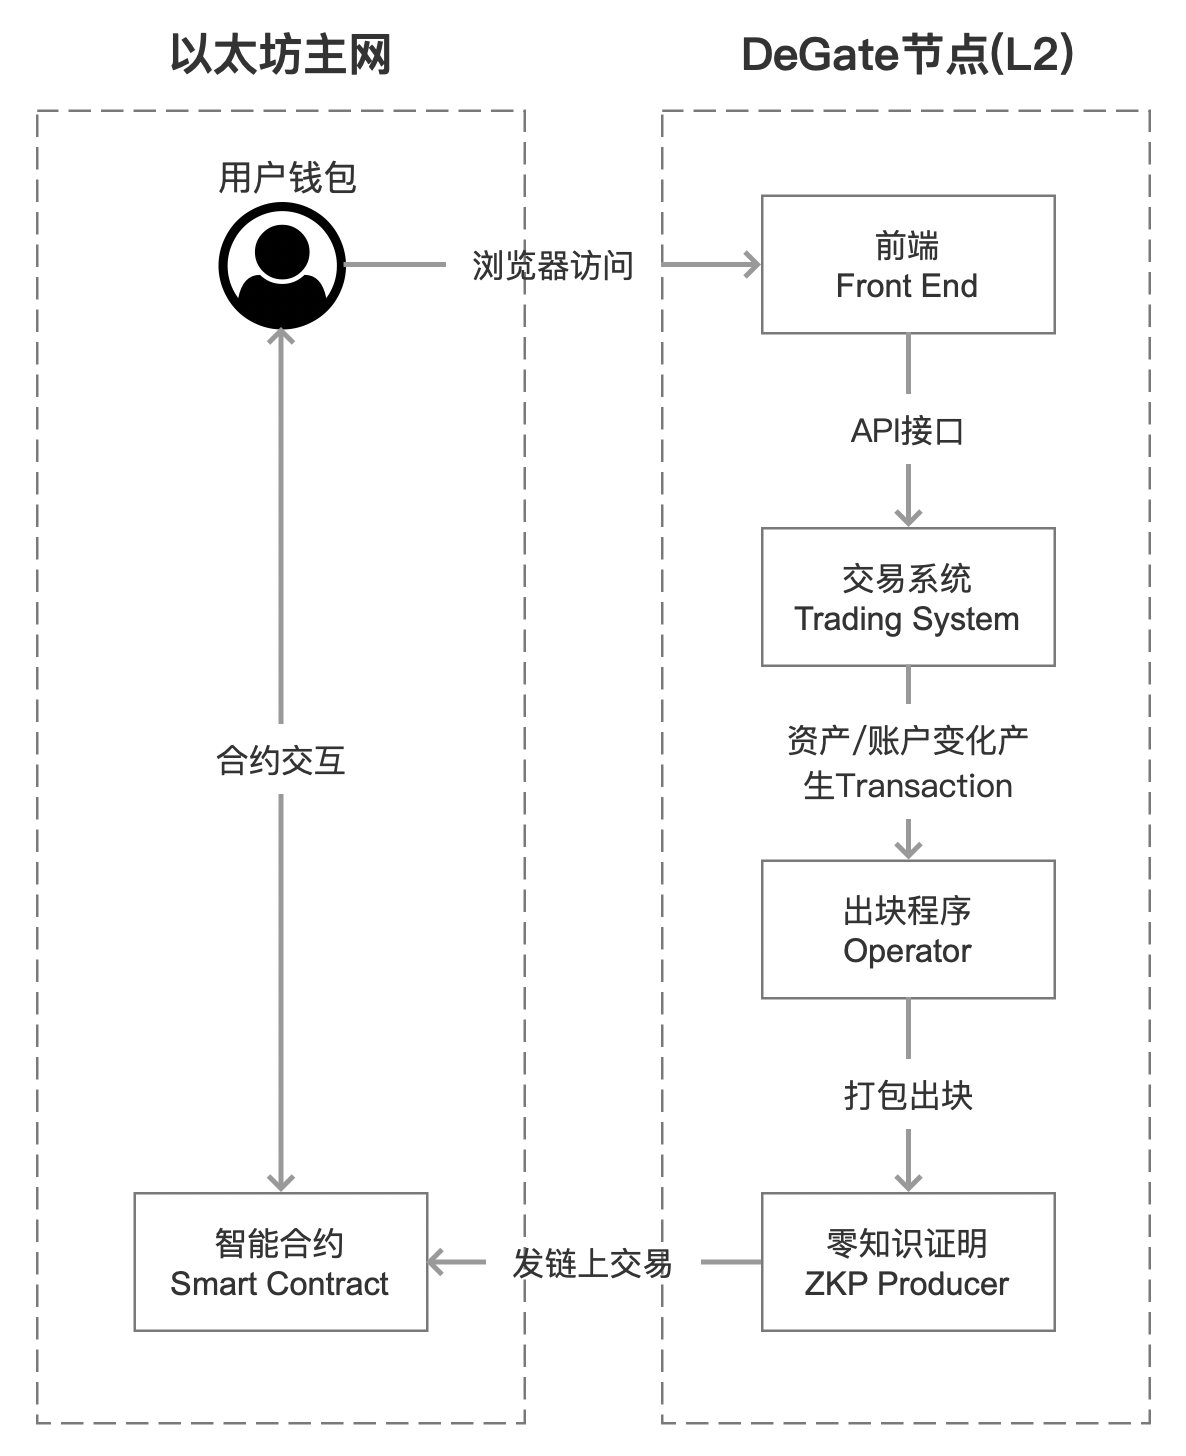 以太坊主网
DeGate节点(L2)
用户钱包
浏览器访问
前端
Front End
API接口
交易系统
Trading System
资产/账户变化产
生Transaction
合约交互
出块程序
Operator
打包出块
智能合约
Smart Contract
发链上交易
零知识证明
ZKP Producer